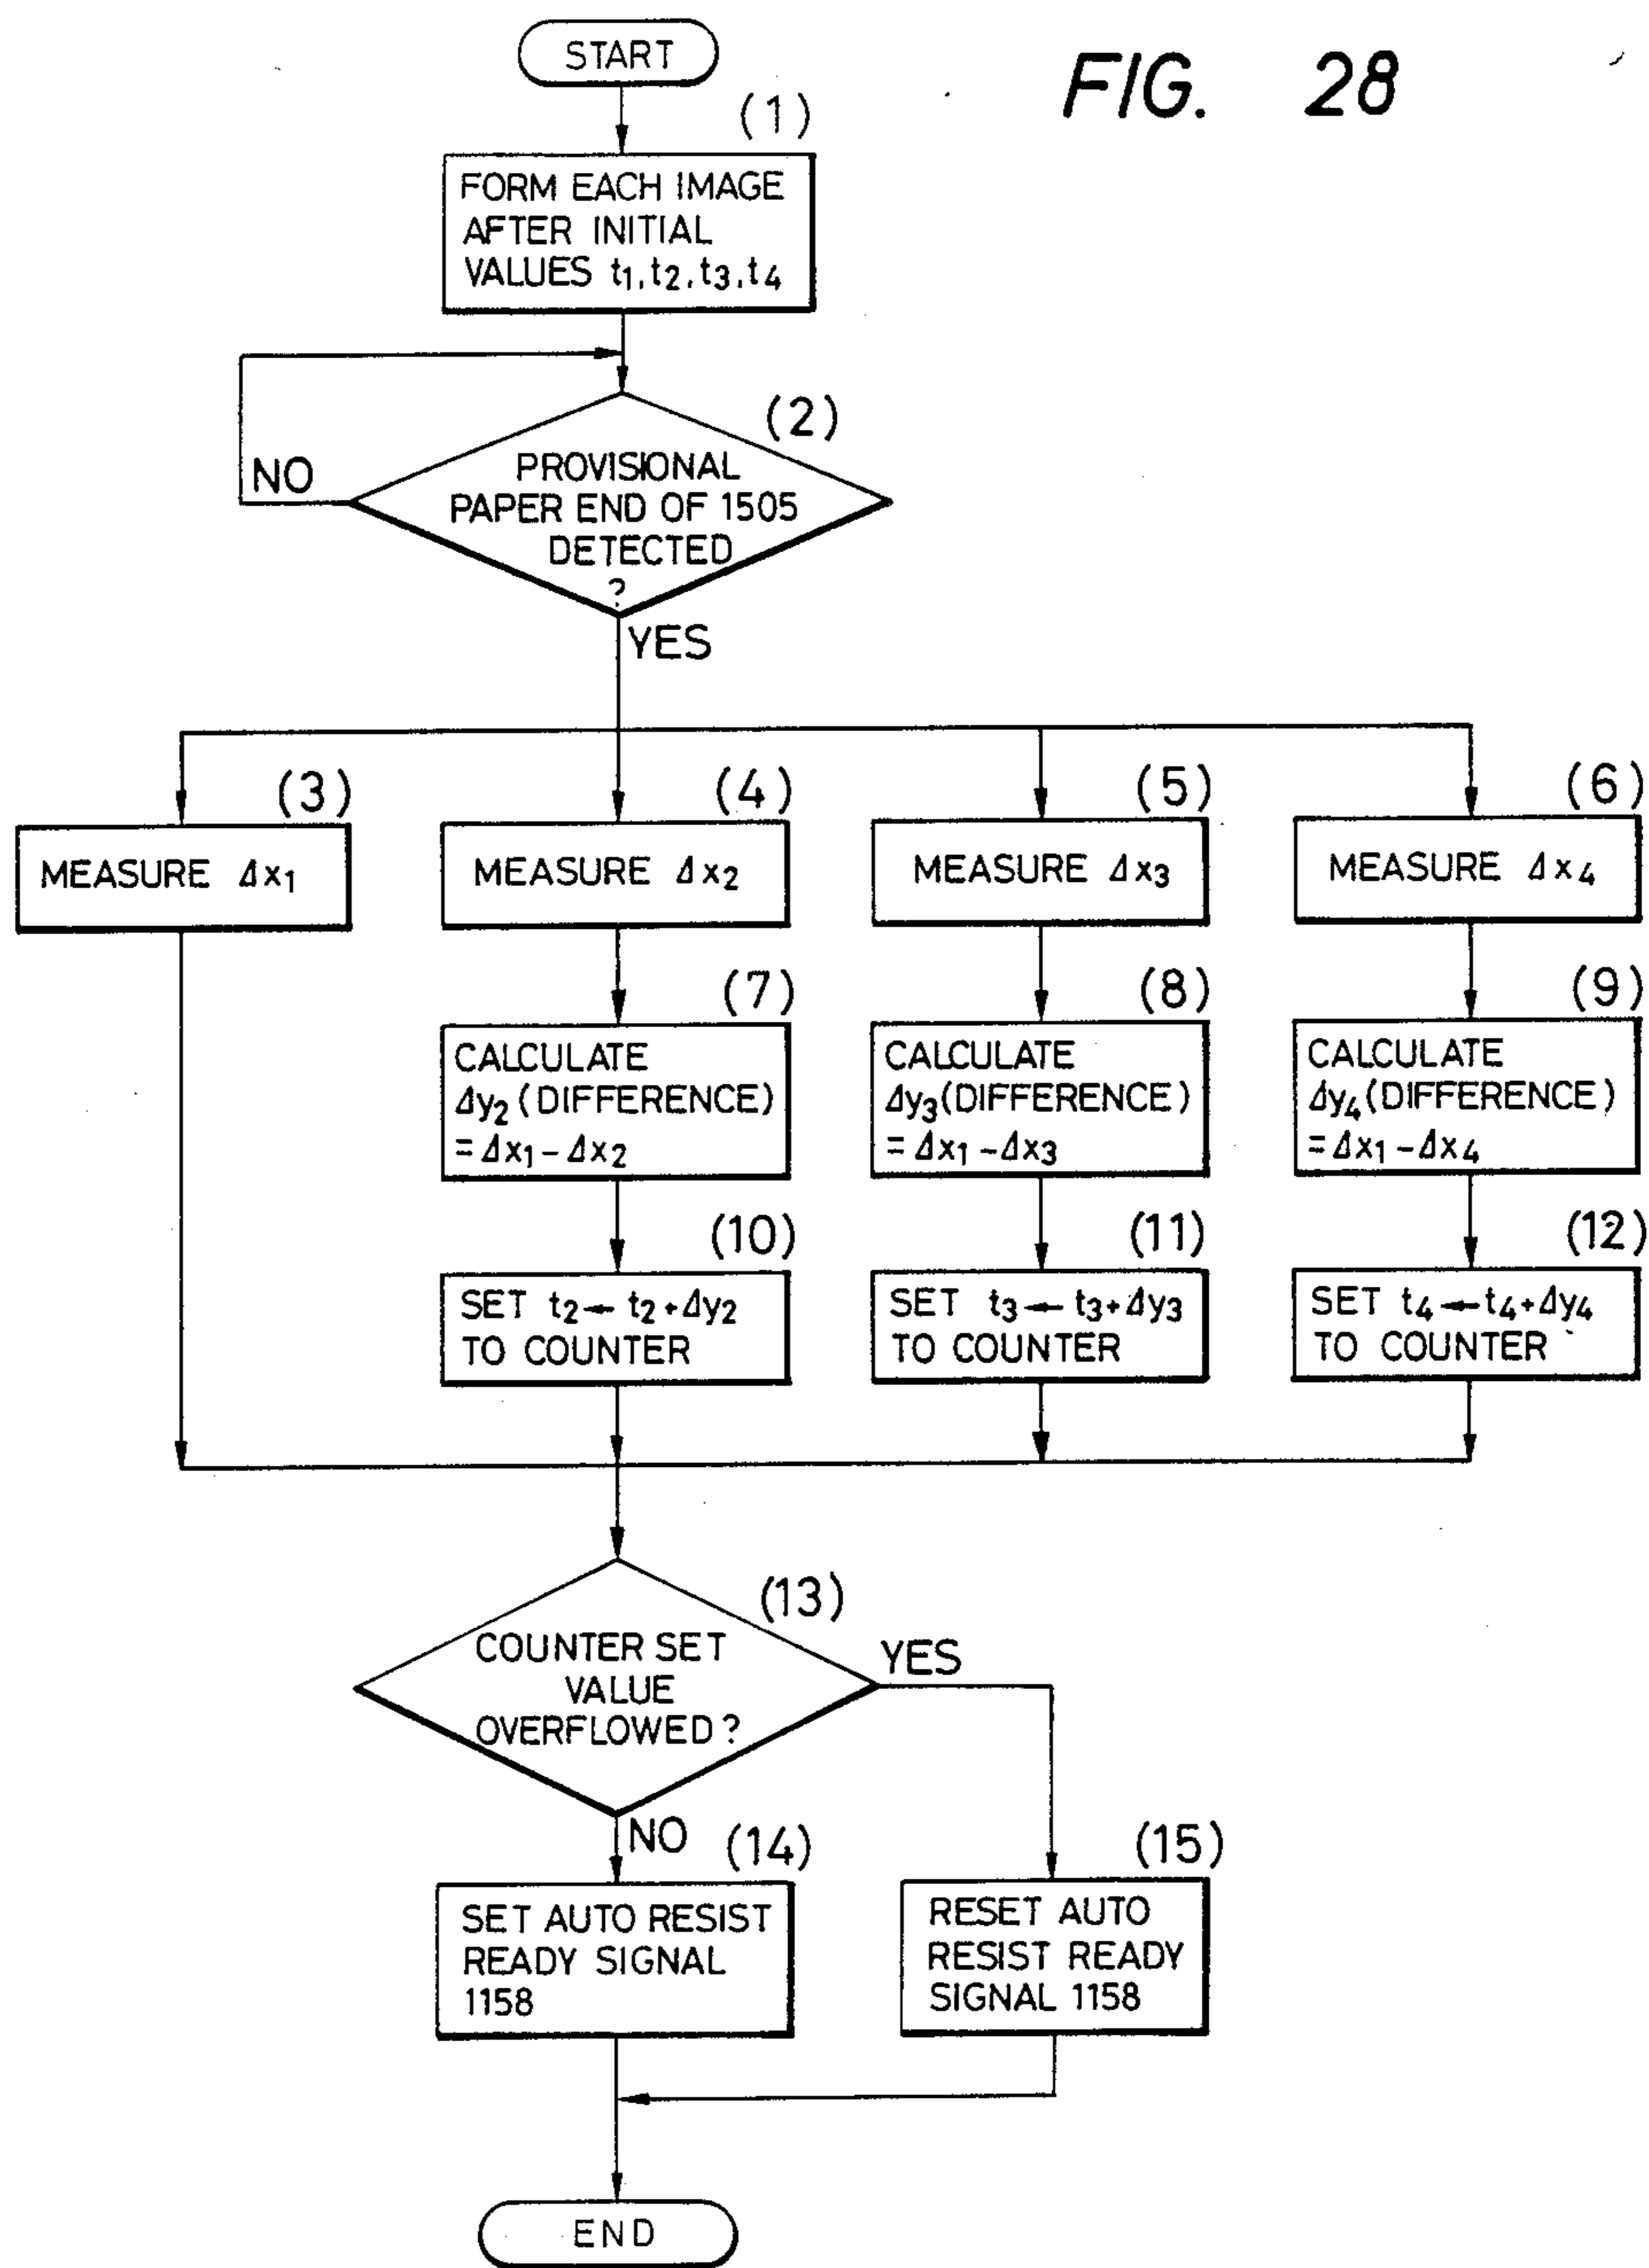 FIG. 28
START
(1)
FORM EACH IMAGE
AFTER INITIAL
VALUES t1, t2, t3, t4
(2)
PROVISIONAL
PAPER END OF 1505
DETECTED
?
NO
YES
(3)
MEASURE Δx1
(4)
MEASURE Δx2
(5)
MEASURE Δx3
(6)
MEASURE Δx4
(7)
CALCULATE
Δy2 (DIFFERENCE)
= Δx1 – Δx2
(8)
CALCULATE
Δy3 (DIFFERENCE)
= Δx1 – Δx3
(9)
CALCULATE
Δy4 (DIFFERENCE)
= Δx1 – Δx4
(10)
SET t2 ← t2 + Δy2
TO COUNTER
(11)
SET t3 ← t3 + Δy3
TO COUNTER
(12)
SET t4 ← t4 + Δy4
TO COUNTER
(13)
COUNTER SET
VALUE
OVERFLOWED ?
YES
NO
(14)
SET AUTO RESIST
READY SIGNAL
1158
(15)
RESET AUTO
RESIST READY
SIGNAL 1158
END